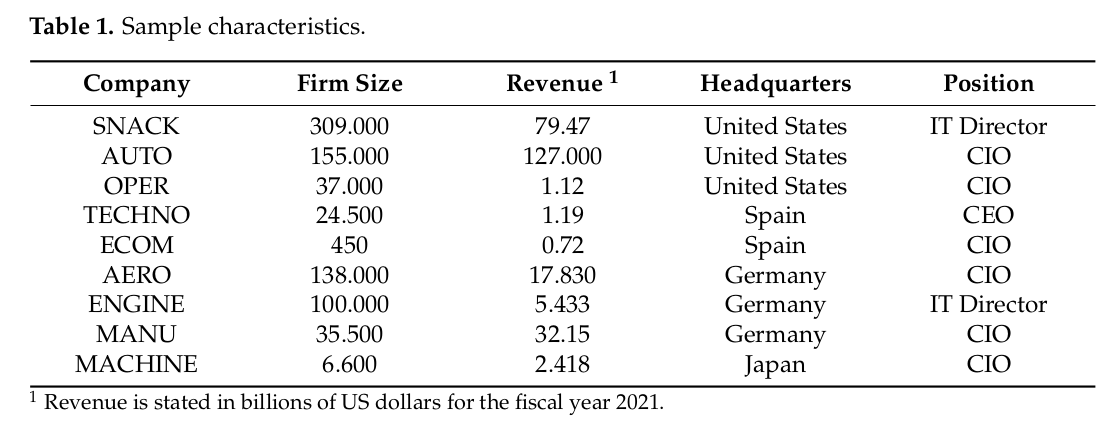 Table 1. Sample characteristics.
Company Firm Size Revenue 1 Headquarters Position
SNACK 309.000 79.47 United States IT Director
AUTO 155.000 127.000 United States CIO
OPER 37.000 1.12 United States CIO
TECHNO 24.500 1.19 Spain CEO
ECOM 450 0.72 Spain CIO
AERO 138.000 17.830 Germany CIO
ENGINE 100.000 5.433 Germany IT Director
MANU 35.500 32.15 Germany CIO
MACHINE 6.600 2.418 Japan CIO
1 Revenue is stated in billions of US dollars for the fiscal year 2021.